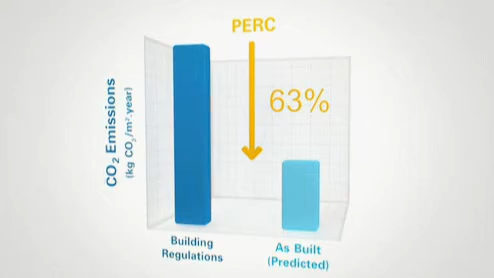 PERC
63%
CO₂ Emissions
(kg CO₂/m².year)
Building
Regulations
As Built
(Predicted)